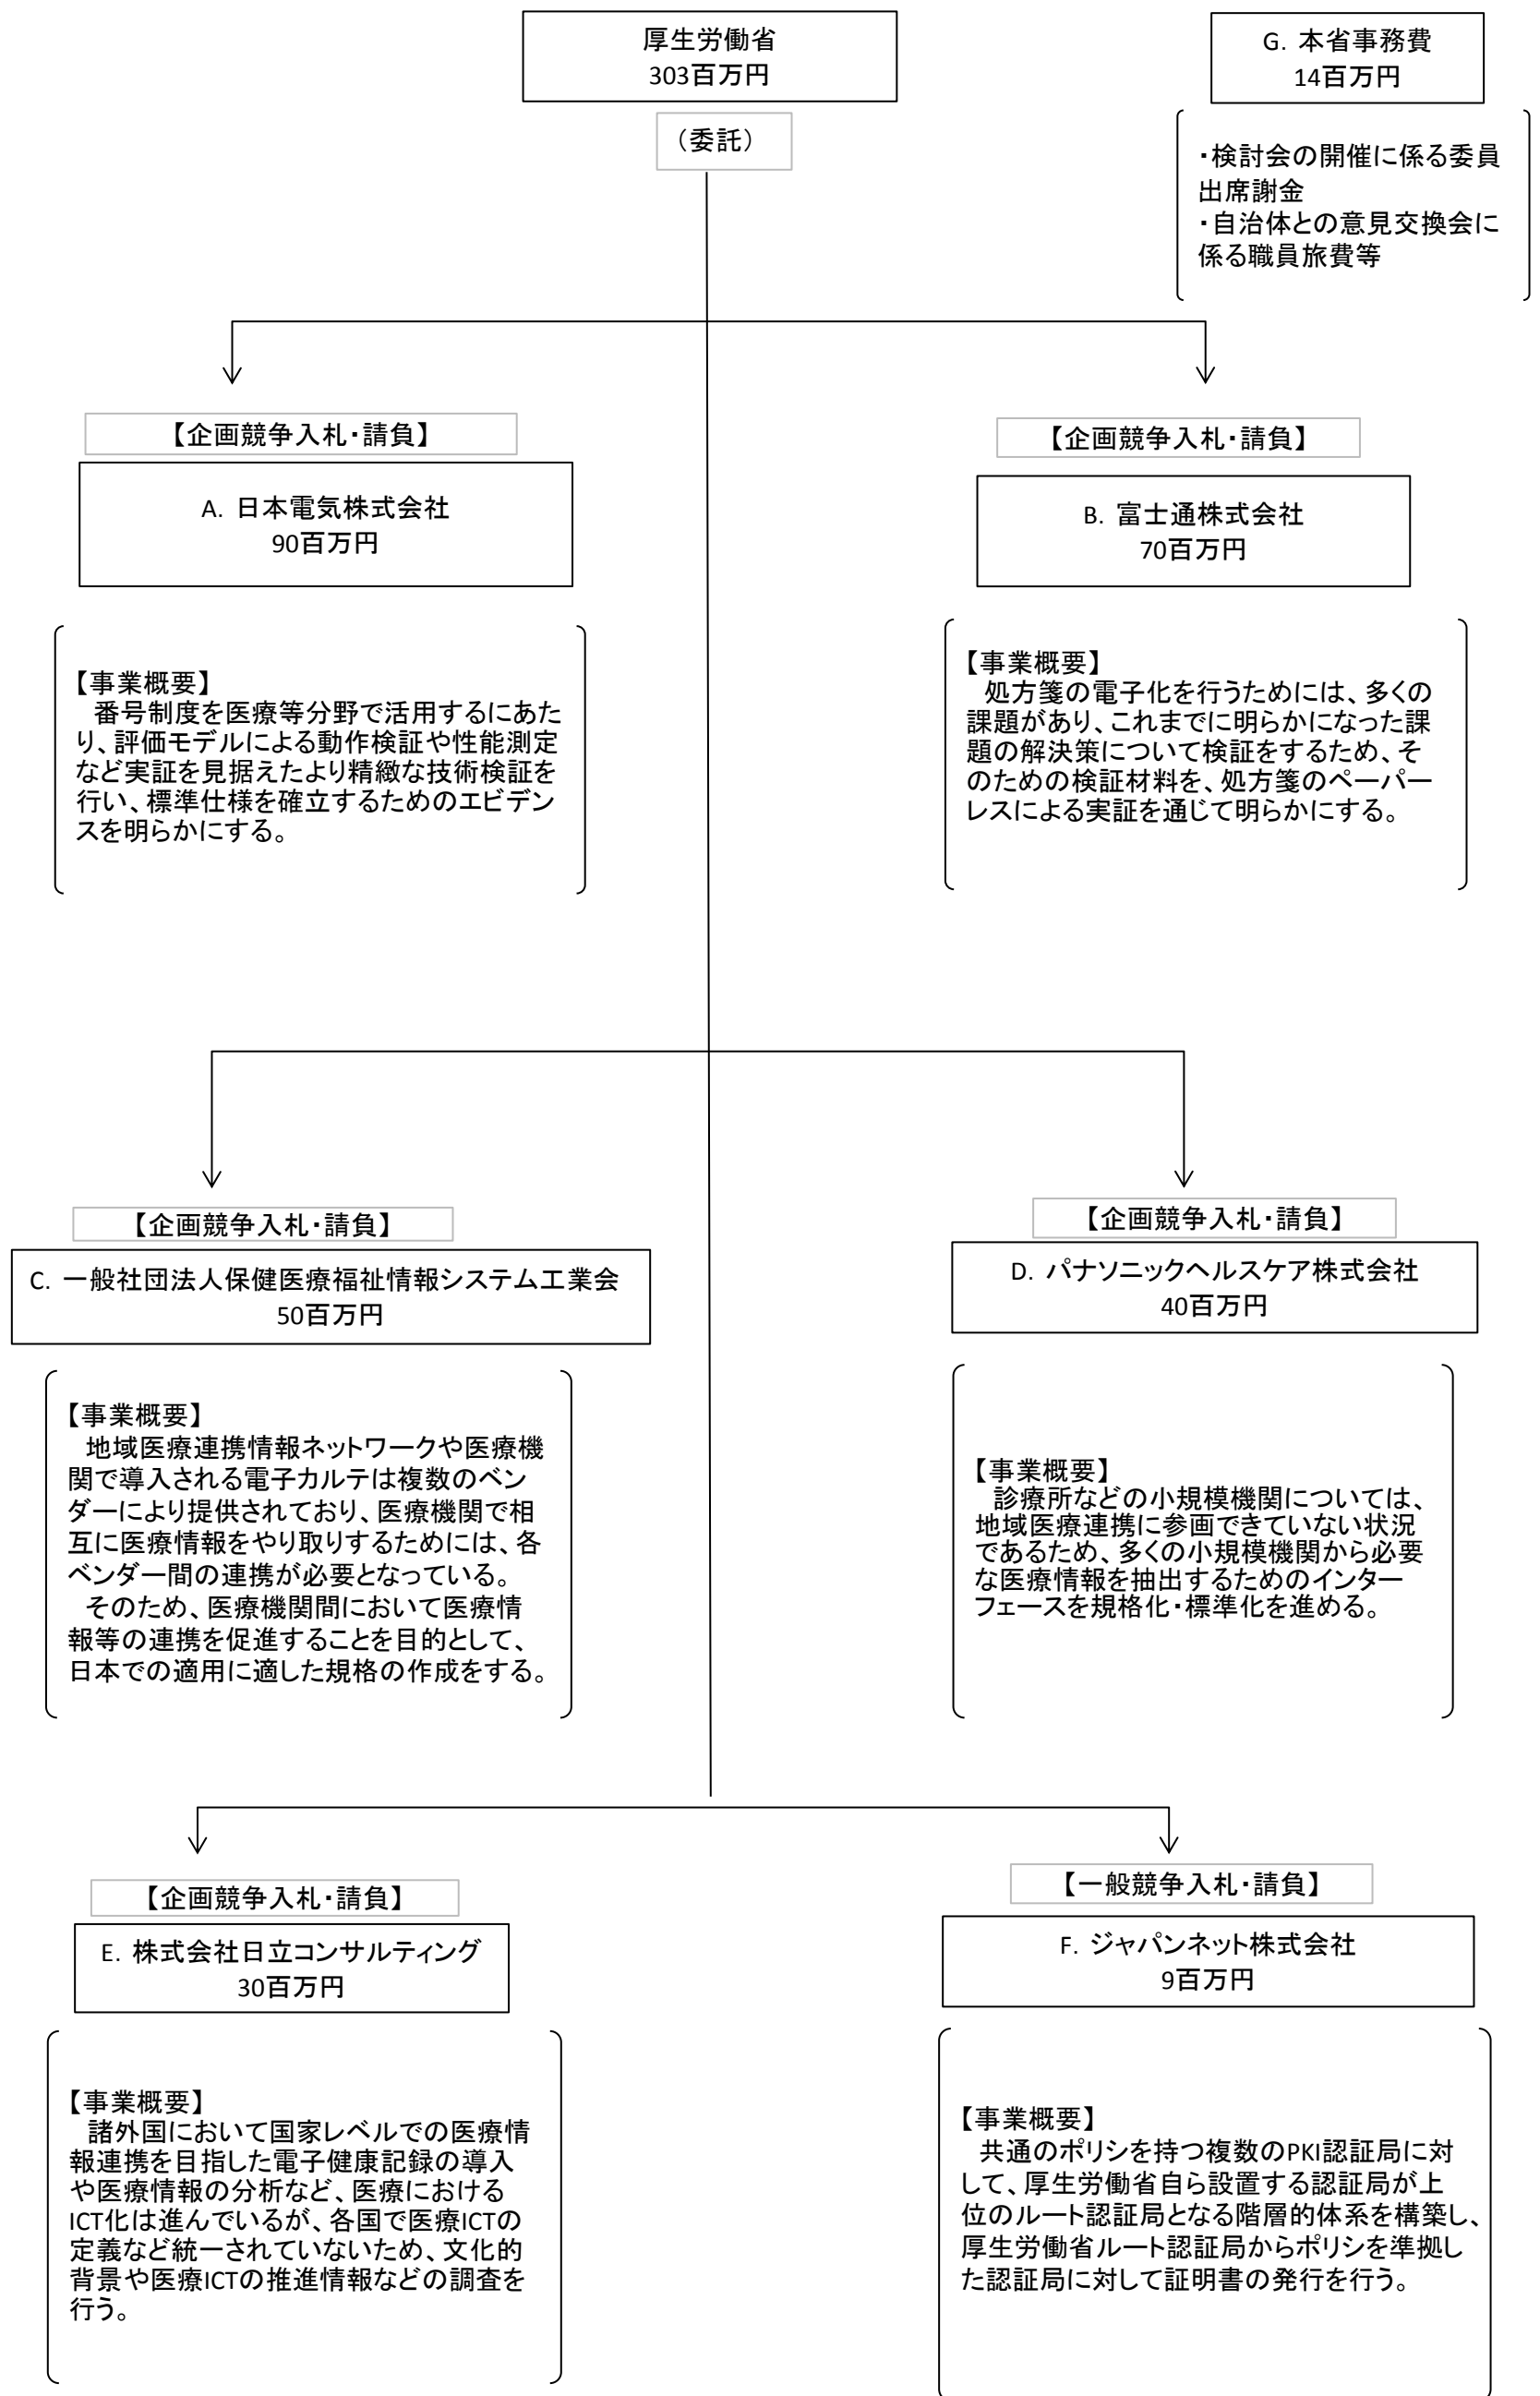 厚生労働省
303百万円
（委託）
G. 本省事務費
14百万円
・検討会の開催に係る委員
出席謝金
・自治体との意見交換会に
係る職員旅費等
【企画競争入札・請負】
A. 日本電気株式会社
90百万円
【事業概要】
番号制度を医療等分野で活用するにあた
り、評価モデルによる動作検証や性能測定
など実証を見据えたより精緻な技術検証を
行い、標準仕様を確立するためのエビデン
スを明らかにする。
【企画競争入札・請負】
B. 富士通株式会社
70百万円
【事業概要】
処方箋の電子化を行うためには、多くの
課題があり、これまでに明らかになった課
題の解決策について検証をするため、そ
のための検証材料を、処方箋のペーパー
レスによる実証を通じて明らかにする。
【企画競争入札・請負】
C. 一般社団法人保健医療福祉情報システム工業会
50百万円
【事業概要】
地域医療連携情報ネットワークや医療機
関で導入される電子カルテは複数のベン
ダーにより提供されており、医療機関で相
互に医療情報をやり取りするためには、各
ベンダー間の連携が必要となっている。
そのため、医療機関間において医療情
報等の連携を促進することを目的として、
日本での適用に適した規格の作成をする。
【企画競争入札・請負】
D. パナソニックヘルスケア株式会社
40百万円
【事業概要】
診療所などの小規模機関については、
地域医療連携に参画できていない状況
であるため、多くの小規模機関から必要
な医療情報を抽出するためのインター
フェースを規格化・標準化を進める。
【企画競争入札・請負】
E. 株式会社日立コンサルティング
30百万円
【事業概要】
諸外国において国家レベルでの医療情
報連携を目指した電子健康記録の導入
や医療情報の分析など、医療における
ICT化は進んでいるが、各国で医療ICTの
定義など統一されていないため、文化的
背景や医療ICTの推進情報などの調査を
行う。
【一般競争入札・請負】
F. ジャパンネット株式会社
9百万円
【事業概要】
共通のポリシを持つ複数のPKI認証局に対
して、厚生労働省自ら設置する認証局が上
位のルート認証局となる階層的体系を構築し、
厚生労働省ルート認証局からポリシを準拠し
た認証局に対して証明書の発行を行う。